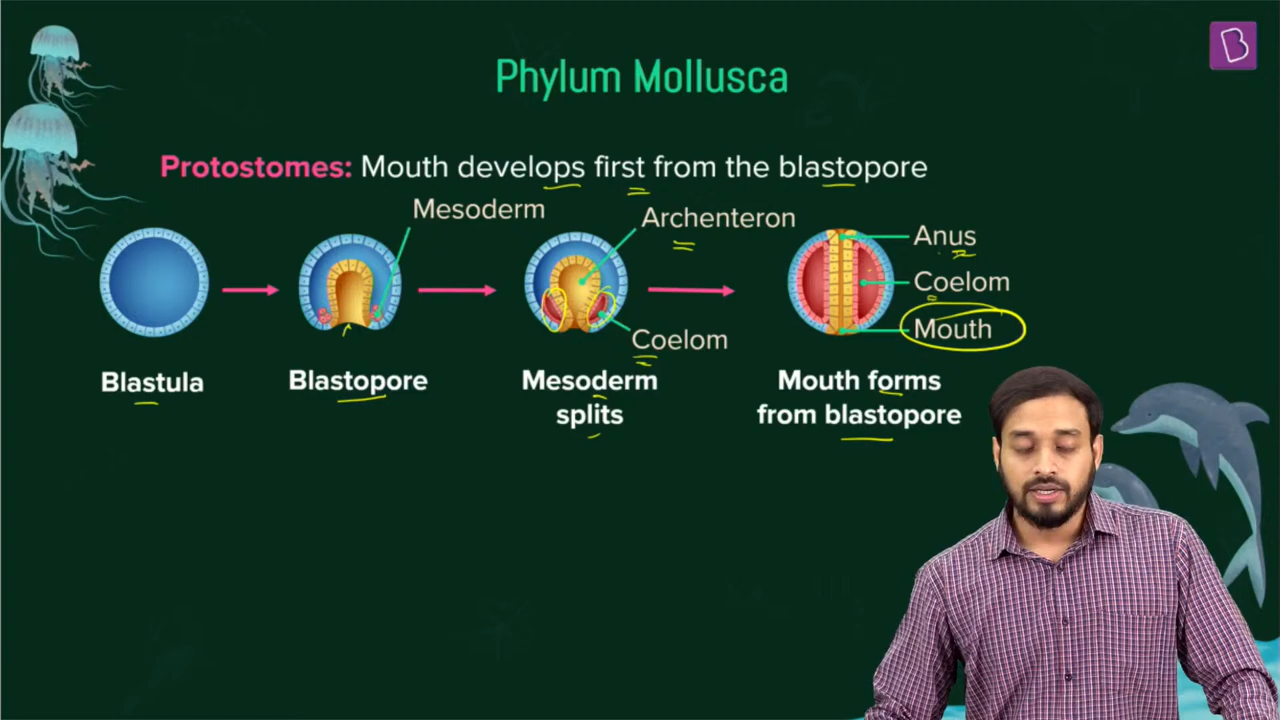 Phylum Mollusca
Protostomes: Mouth develops first from the blastopore
Mesoderm
Archenteron
Anus
Coelom
Mouth
Coelom
Blastula
Blastopore
Mesoderm
splits
Mouth forms
from blastopore
B